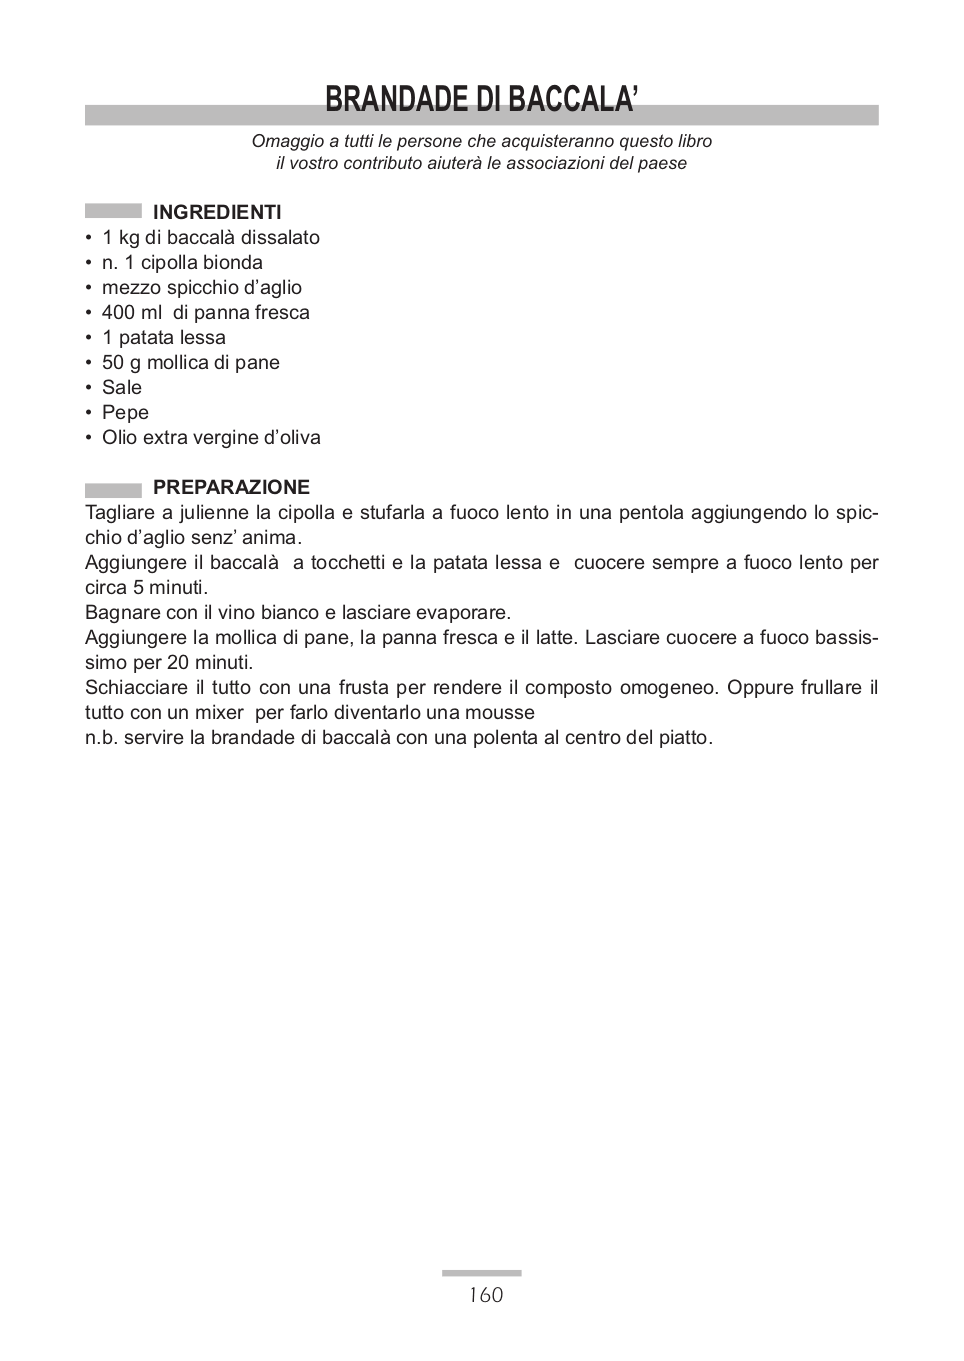 BRANDADE DI BACCALA’
Omaggio a tutti le persone che acquisteranno questo libro
il vostro contributo aiuterà le associazioni del paese
INGREDIENTI
• 1 kg di baccalà dissalato
• n. 1 cipolla bionda
• mezzo spicchio d’aglio
• 400 ml  di panna fresca
• 1 patata lessa
• 50 g mollica di pane
• Sale
• Pepe
• Olio extra vergine d’oliva
PREPARAZIONE
Tagliare a julienne la cipolla e stufarla a fuoco lento in una pentola aggiungendo lo spic-
chio d’aglio senz’ anima.
Aggiungere il baccalà  a tocchetti e la patata lessa e  cuocere sempre a fuoco lento per
circa 5 minuti.
Bagnare con il vino bianco e lasciare evaporare.
Aggiungere la mollica di pane, la panna fresca e il latte. Lasciare cuocere a fuoco bassis-
simo per 20 minuti.
Schiacciare il tutto con una frusta per rendere il composto omogeneo. Oppure frullare il
tutto con un mixer  per farlo diventarlo una mousse
n.b. servire la brandade di baccalà con una polenta al centro del piatto.
160